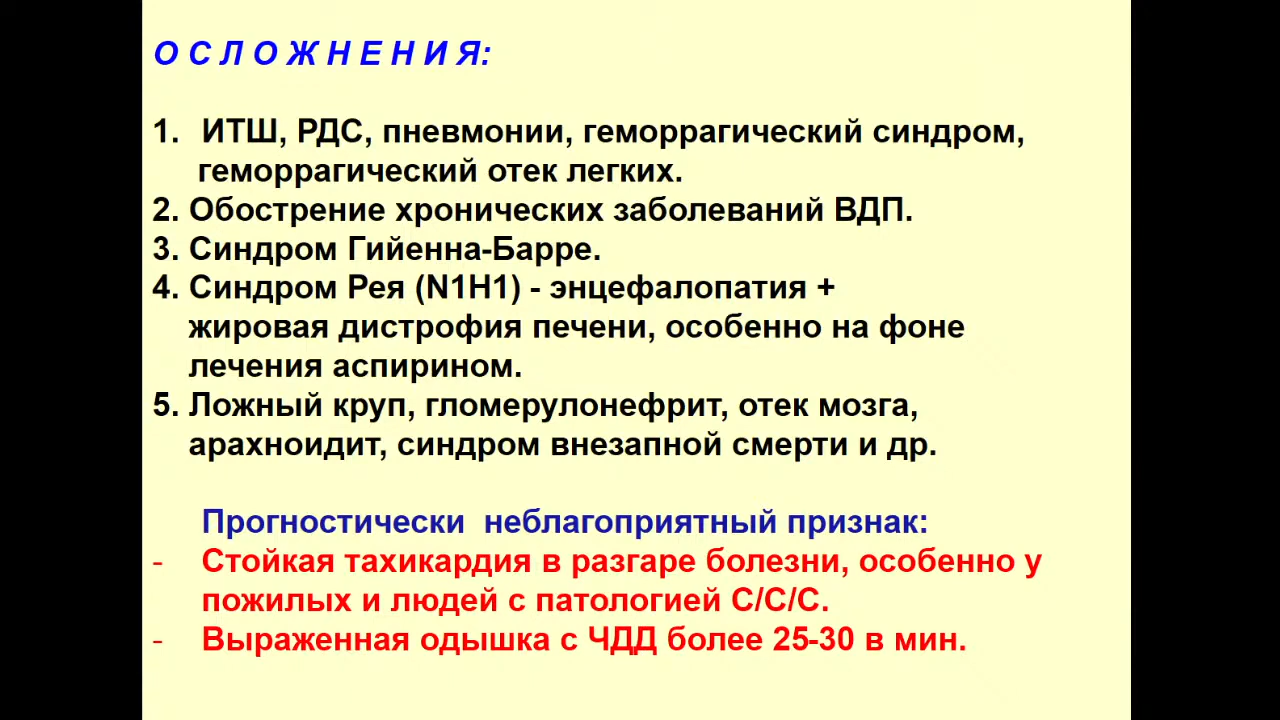 О С Л О Ж Н Е Н И Я:
1. ИТШ, РДС, пневмонии, геморрагический синдром,
геморрагический отек легких.
2. Обострение хронических заболеваний ВДП.
3. Синдром Гийенна-Барре.
4. Синдром Рея (N1H1) - энцефалопатия +
жировая дистрофия печени, особенно на фоне
лечения аспирином.
5. Ложный круп, гломерулонефрит, отек мозга,
арахноидит, синдром внезапной смерти и др.
Прогностически неблагоприятный признак:
- Стойкая тахикардия в разгаре болезни, особенно у
пожилых и людей с патологией С/С/С.
- Выраженная одышка с ЧДД более 25-30 в мин.